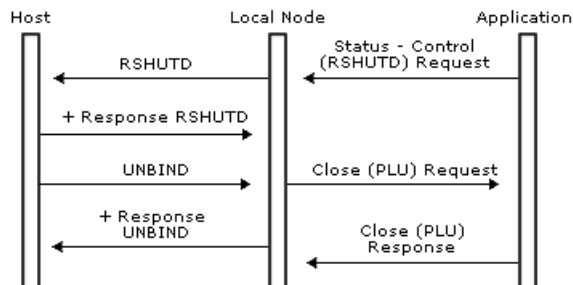 Host
Local Node
Application
Status - Control
(RSHUTD) Request
RSHUTD
+ Response RSHUTD
UNBIND
Close (PLU) Request
+ Response
UNBIND
Close (PLU)
Response